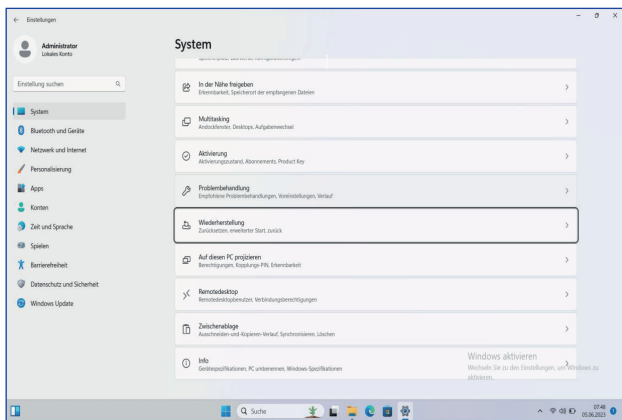 Einstellungen
Administrator
Lokales Konto
Einstellung suchen
System
Bluetooth und Geräte
Netzwerk und Internet
Personalisierung
Apps
Konten
Zeit und Sprache
Spielen
Barrierefreiheit
Datenschutz und Sicherheit
Windows Update
System
In der Nähe freigeben
Erkennbarkeit, Speicherort der empfangenen Dateien
Multitasking
Andockfenster, Desktops, Aufgabenwechsel
Aktivierung
Aktivierungszustand, Abonnements, Product Key
Problembehandlung
Empfohlene Problembehandlungen, Voreinstellungen, Verlauf
Wiederherstellung
Zurücksetzen, erweiterter Start, zurück
Auf diesen PC projizieren
Berechtigungen, Kopplungs-PIN, Erkennbarkeit
Remotedesktop
Remotedesktopbenutzer, Verbindungsberechtigungen
Zwischenablage
Ausschneiden-und-Kopieren-Verlauf, Synchronisieren, Löschen
Info
Gerätespezifikationen, PC umbenennen, Windows-Spezifikationen
Windows aktivieren
Wechseln Sie zu den Einstellungen, um Windows zu
aktivieren.
Suche
07:48
05.06.2023